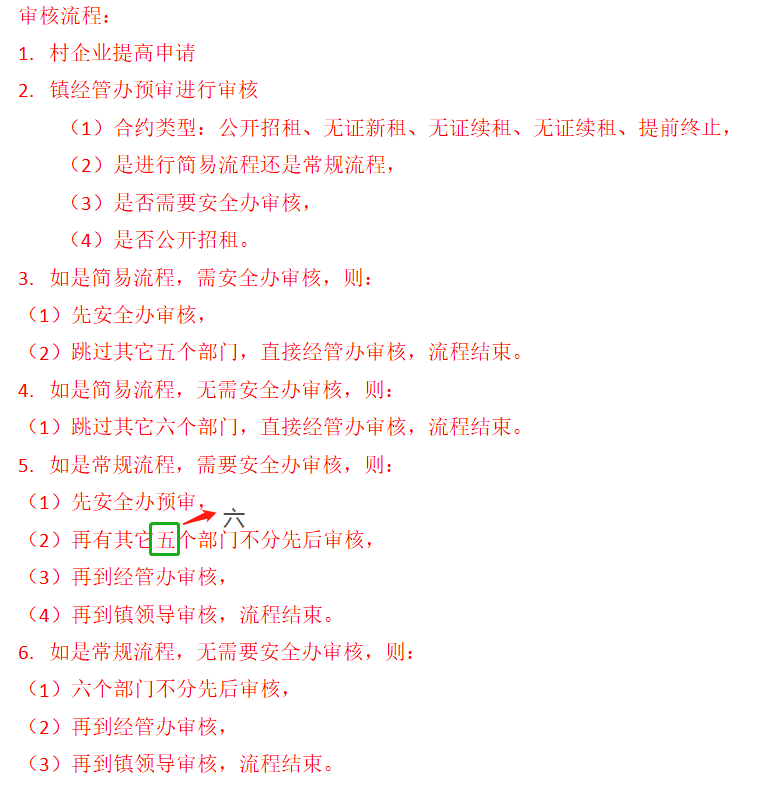 审核流程：
1. 村企业提高申请
2. 镇经管办预审进行审核
（1）合约类型：公开招租、无证新租、无证续租、无证续租、提前终止，
（2）是进行简易流程还是常规流程，
（3）是否需要安全办审核，
（4）是否公开招租。
3. 如是简易流程，需安全办审核，则：
（1）先安全办审核，
（2）跳过其它五个部门，直接经管办审核，流程结束。
4. 如是简易流程，无需安全办审核，则：
（1）跳过其它六个部门，直接经管办审核，流程结束。
5. 如是常规流程，需要安全办审核，则：
（1）先安全办预审，
六
（2）再有其它五个部门不分先后审核，
（3）再到经管办审核，
（4）再到镇领导审核，流程结束。
6. 如是常规流程，无需要安全办审核，则：
（1）六个部门不分先后审核，
（2）再到经管办审核，
（3）再到镇领导审核，流程结束。